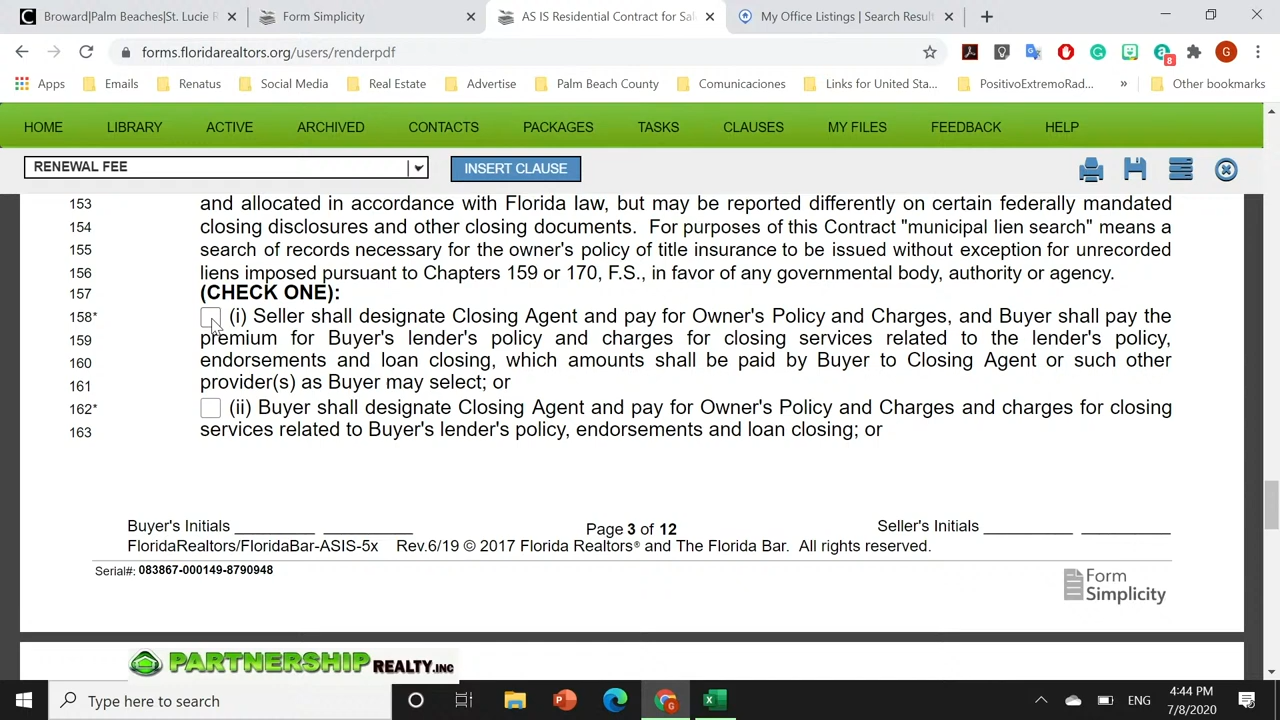 Broward|Palm Beaches|St. Lucie
Form Simplicity
AS IS Residential Contract for Sal
My Office Listings | Search Result
forms.floridarealtors.org/users/renderpdf
8
G
Apps
Emails
Renatus
Social Media
Real Estate
Advertise
Palm Beach County
Comunicaciones
Links for United Sta...
PositivoExtremoRad...
»
Other bookmarks
HOME
LIBRARY
ACTIVE
ARCHIVED
CONTACTS
PACKAGES
TASKS
CLAUSES
MY FILES
FEEDBACK
HELP
RENEWAL FEE
INSERT CLAUSE
153 and allocated in accordance with Florida law, but may be reported differently on certain federally mandated
154 closing disclosures and other closing documents. For purposes of this Contract "municipal lien search" means a
155 search of records necessary for the owner's policy of title insurance to be issued without exception for unrecorded
156 liens imposed pursuant to Chapters 159 or 170, F.S., in favor of any governmental body, authority or agency.
157 (CHECK ONE):
158* (i) Seller shall designate Closing Agent and pay for Owner's Policy and Charges, and Buyer shall pay the
159 premium for Buyer's lender's policy and charges for closing services related to the lender's policy,
160 endorsements and loan closing, which amounts shall be paid by Buyer to Closing Agent or such other
161 provider(s) as Buyer may select; or
162* (ii) Buyer shall designate Closing Agent and pay for Owner's Policy and Charges and charges for closing
163 services related to Buyer's lender's policy, endorsements and loan closing; or
Buyer's Initials
Page 3 of 12
Seller's Initials
FloridaRealtors/FloridaBar-ASIS-5x Rev.6/19 © 2017 Florida Realtors® and The Florida Bar. All rights reserved.
Serial#: 083867-000149-8790948
Form
Simplicity
PARTNERSHIP REALTY.INC
Type here to search
ENG
4:44 PM
7/8/2020